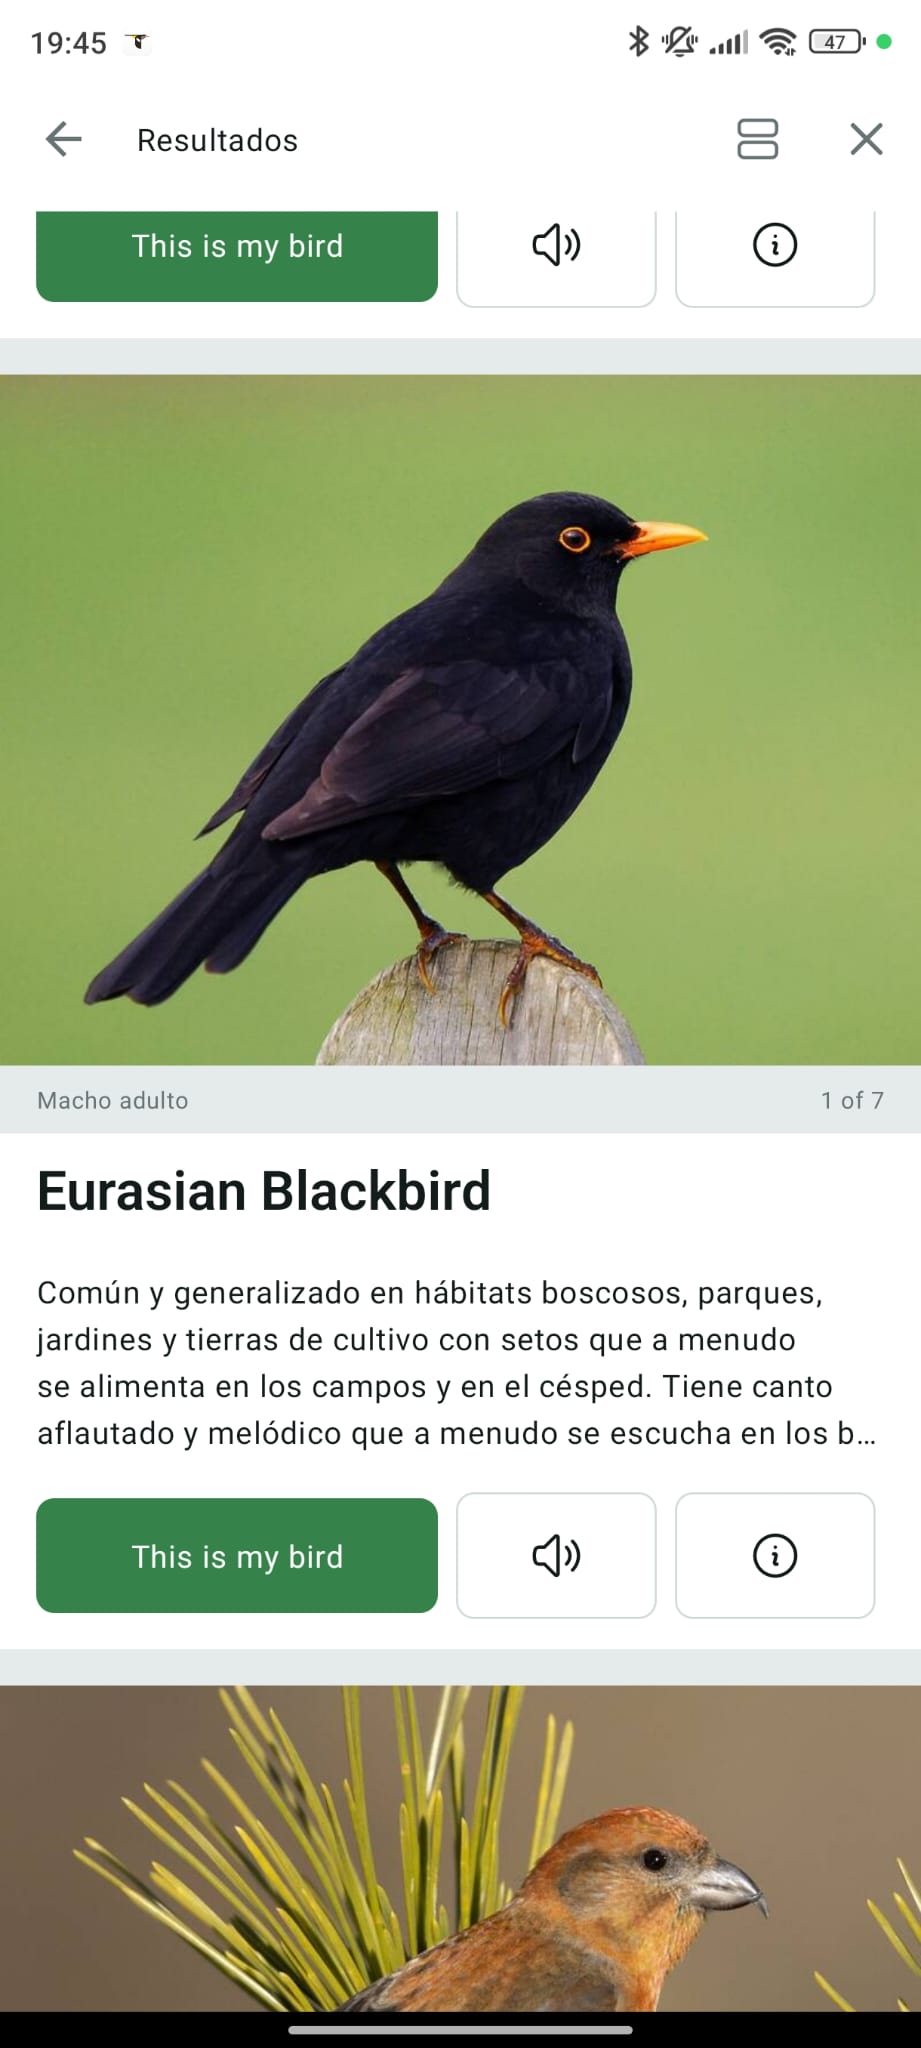 19:45
47
Resultados
This is my bird
Macho adulto
1 of 7
Eurasian Blackbird
Común y generalizado en hábitats boscosos, parques,
jardines y tierras de cultivo con setos que a menudo
se alimenta en los campos y en el césped. Tiene canto
aflautado y melódico que a menudo se escucha en los b...
This is my bird